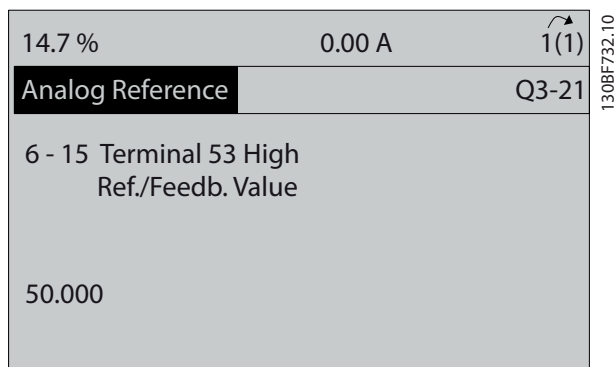 14.7 % 0.00 A 1(1)
Analog Reference Q3-21
6 - 15 Terminal 53 High
Ref./Feedb. Value
50.000
130BF732.10